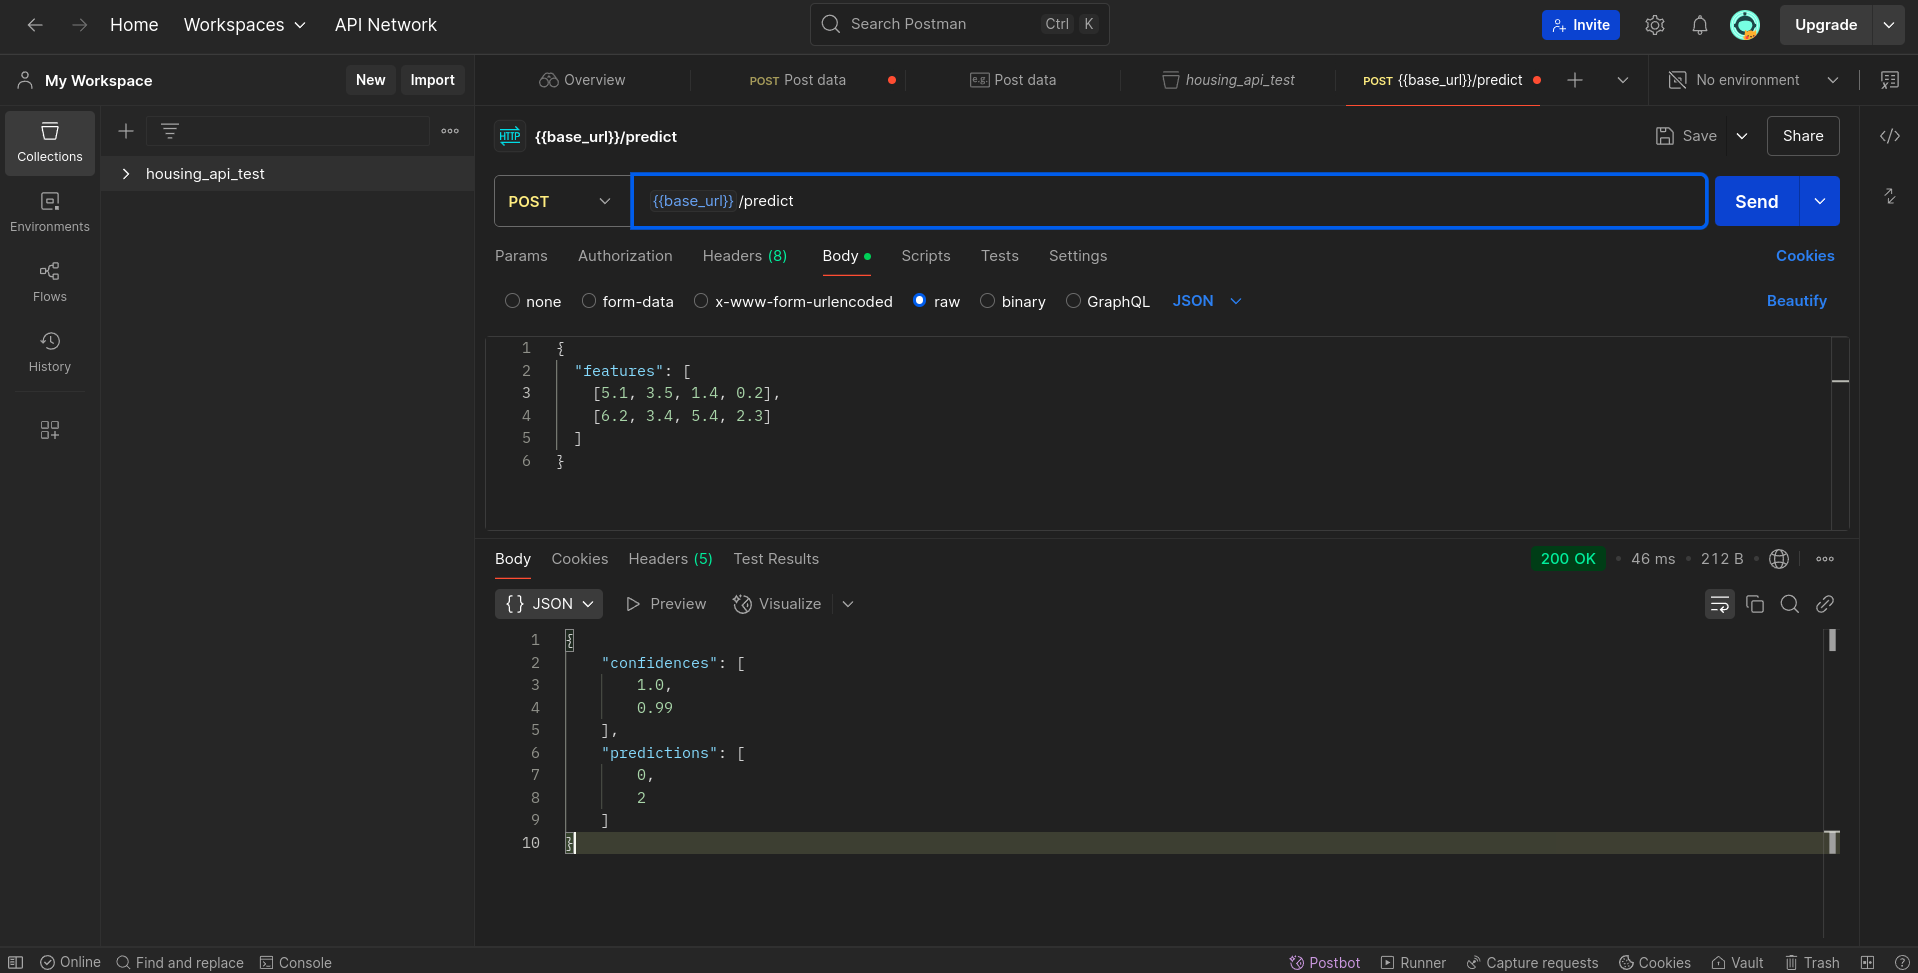 Home Workspaces API Network Search Postman Ctrl K Invite Upgrade
My Workspace New Import Overview POST Post data e.g. Post data housing_api_test POST {{base_url}}/predict No environment
Collections
Environments
Flows
History
housing_api_test
HTTP {{base_url}}/predict Save Share
POST {{base_url}} /predict Send
Params Authorization Headers (8) Body Scripts Tests Settings Cookies
none form-data x-www-form-urlencoded raw binary GraphQL JSON Beautify
1 {
2 "features": [
3 [5.1, 3.5, 1.4, 0.2],
4 [6.2, 3.4, 5.4, 2.3]
5 ]
6 }
Body Cookies Headers (5) Test Results 200 OK 46 ms 212 B
{} JSON Preview Visualize
1 {
2 "confidences": [
3 1.0,
4 0.99
5 ],
6 "predictions": [
7 0,
8 2
9 ]
10 }
Online Find and replace Console Postbot Runner Capture requests Cookies Vault Trash